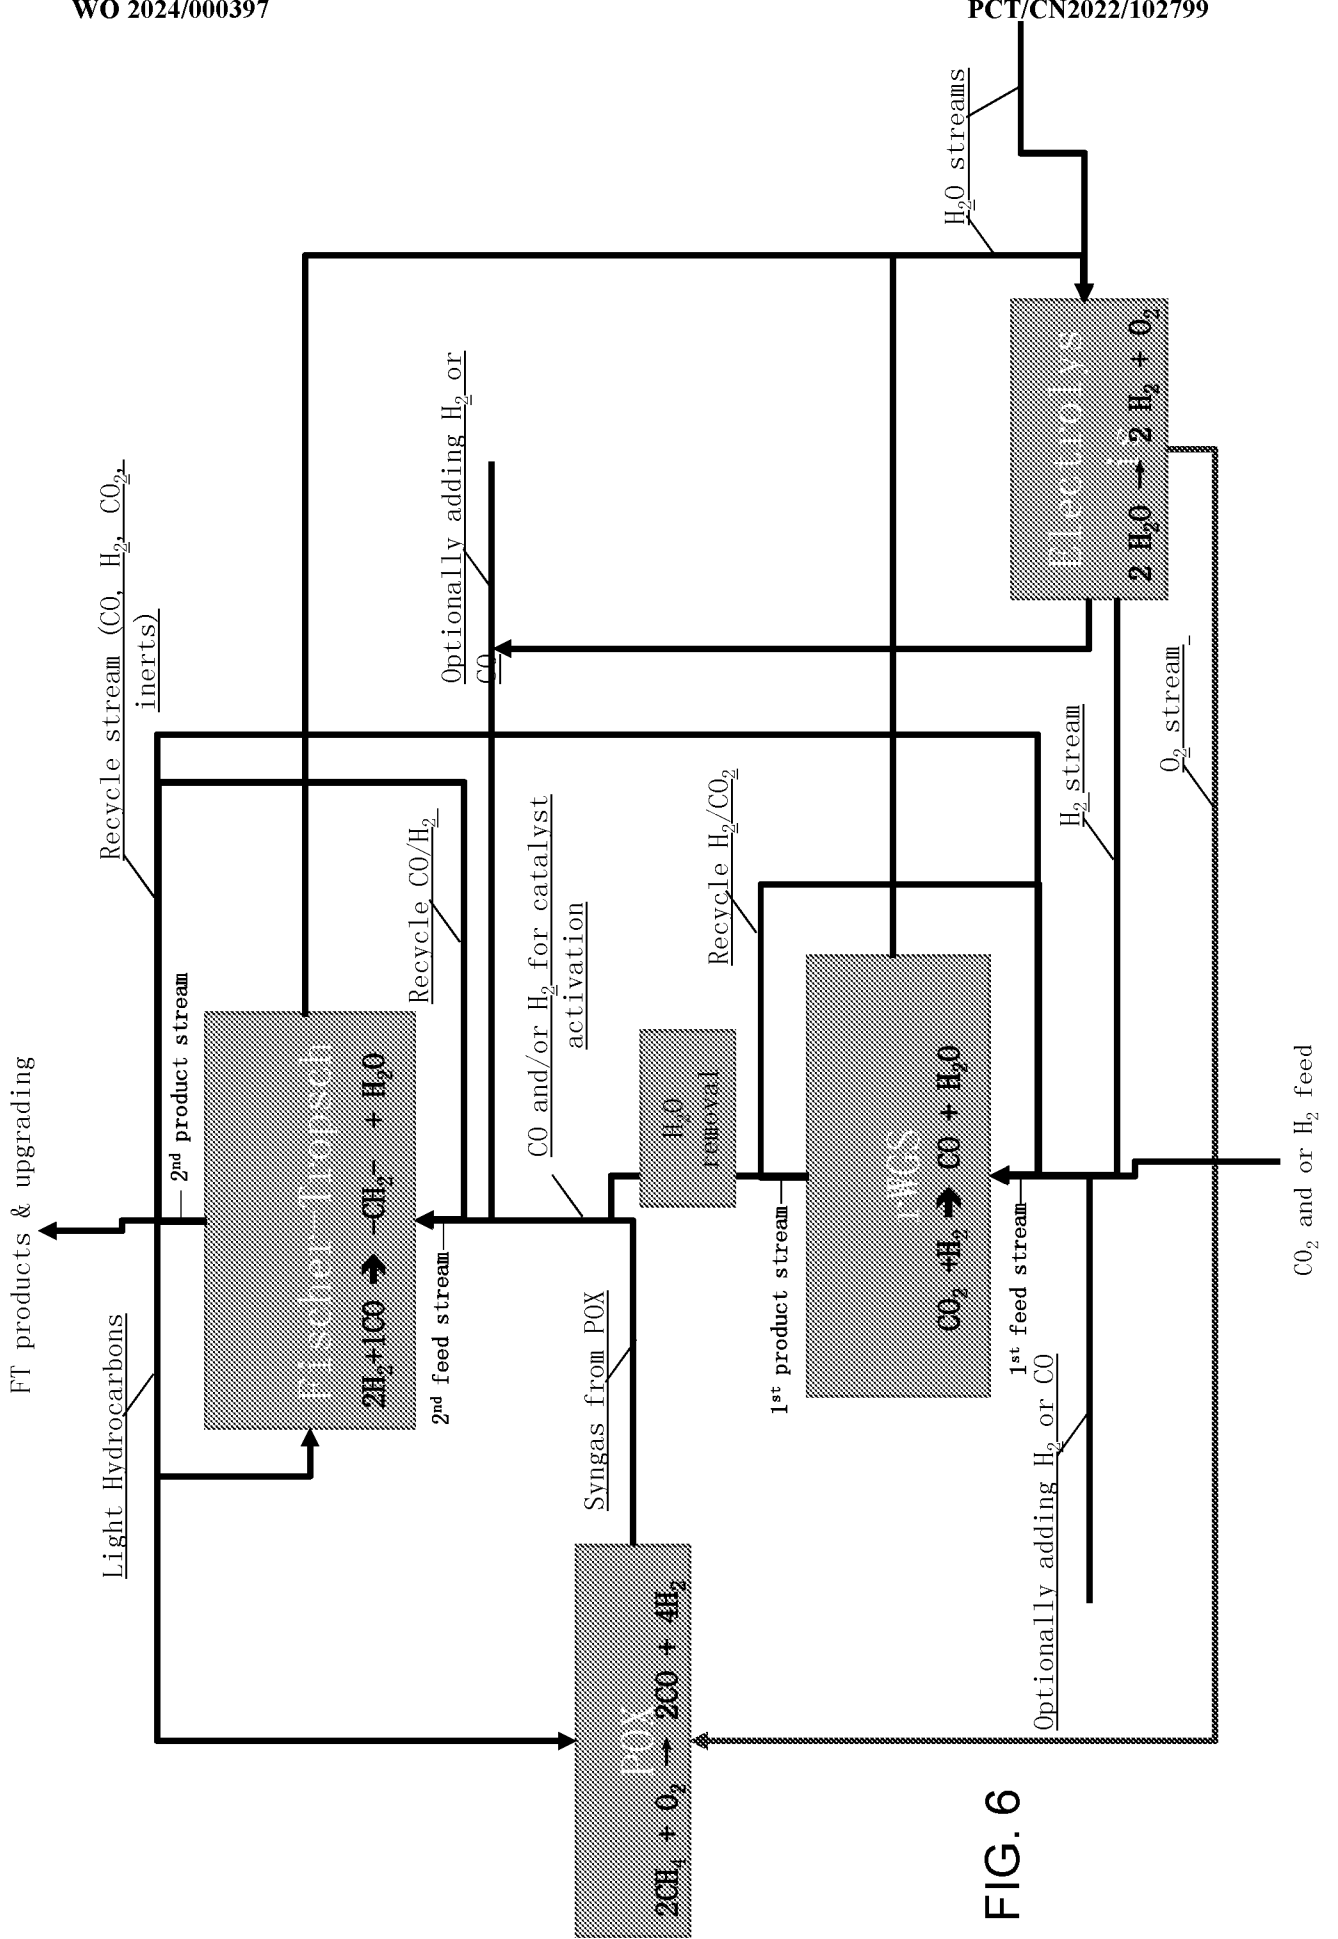 WO 2024/000397
PCT/CN2022/102799
FT products & upgrading
Light Hydrocarbons
2nd product stream
Recycle stream (CO, H2, CO2,
inerts)
Fischer-Tropsch
2H2+1CO ➔ -CH2- + H2O
2nd feed stream
Recycle CO/H2
Optionally adding H2 or
CO
CO and/or H2 for catalyst
activation
Syngas from POX
POX
2CH4 + O2 → 2CO + 4H2
H2O
removal
Recycle H2/CO2
1st product stream
rWGS
CO2 +H2 ➔ CO + H2O
1st feed stream
Optionally adding H2 or CO
H2 stream
O2 stream
H2O streams
Electrolys
is
2 H2O → 2 H2 + O2
CO2 and or H2 feed
FIG. 6